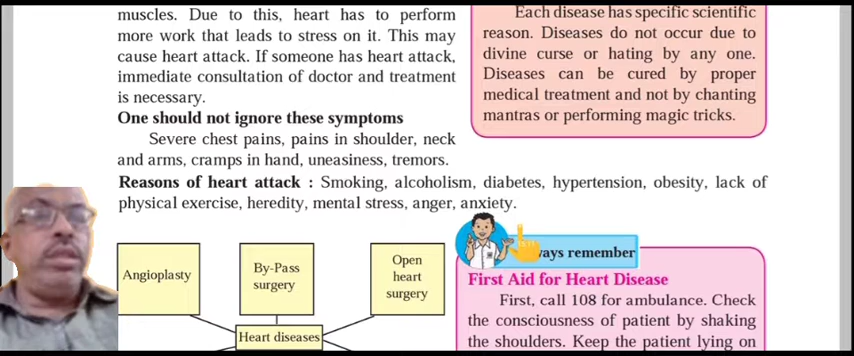 muscles. Due to this, heart has to perform
more work that leads to stress on it. This may
cause heart attack. If someone has heart attack,
immediate consultation of doctor and treatment
is necessary.
One should not ignore these symptoms
Severe chest pains, pains in shoulder, neck
and arms, cramps in hand, uneasiness, tremors.
Each disease has specific scientific
reason. Diseases do not occur due to
divine curse or hating by any one.
Diseases can be cured by proper
medical treatment and not by chanting
mantras or performing magic tricks.
Reasons of heart attack : Smoking, alcoholism, diabetes, hypertension, obesity, lack of
physical exercise, heredity, mental stress, anger, anxiety.
Angioplasty
By-Pass
surgery
Open
heart
surgery
Heart diseases
ways remember
First Aid for Heart Disease
First, call 108 for ambulance. Check
the consciousness of patient by shaking
the shoulders. Keep the patient lying on